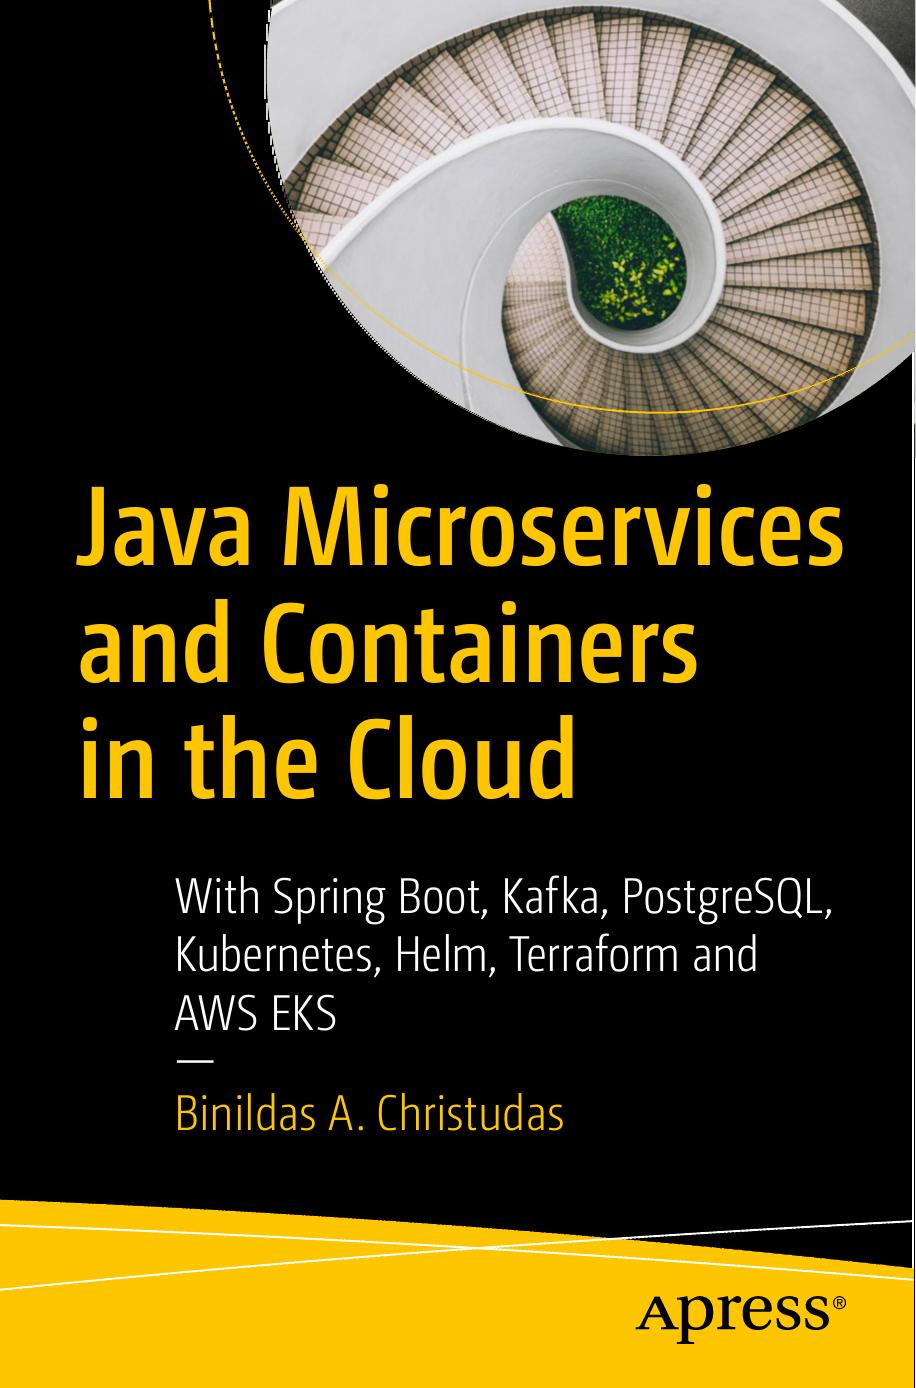 Java Microservices
and Containers
in the Cloud
With Spring Boot, Kafka, PostgreSQL,
Kubernetes, Helm, Terraform and
AWS EKS
—
Binildas A. Christudas
Apress®